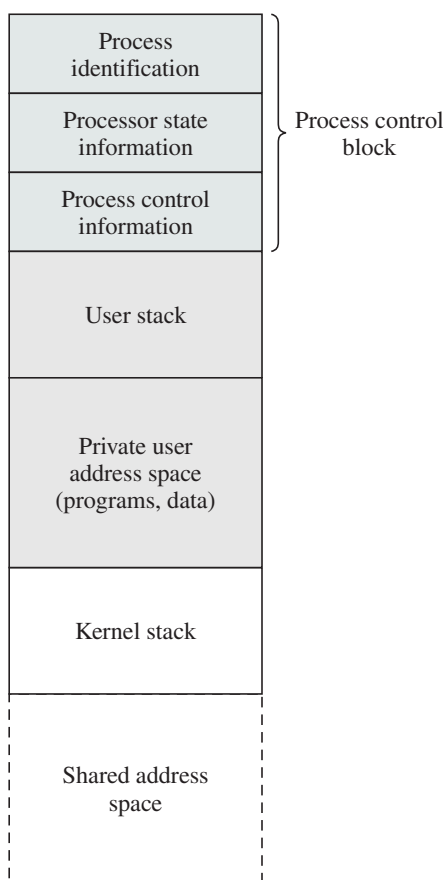 Process
identification
Processor state
information
Process control
information
Process control
block
User stack
Private user
address space
(programs, data)
Kernel stack
Shared address
space